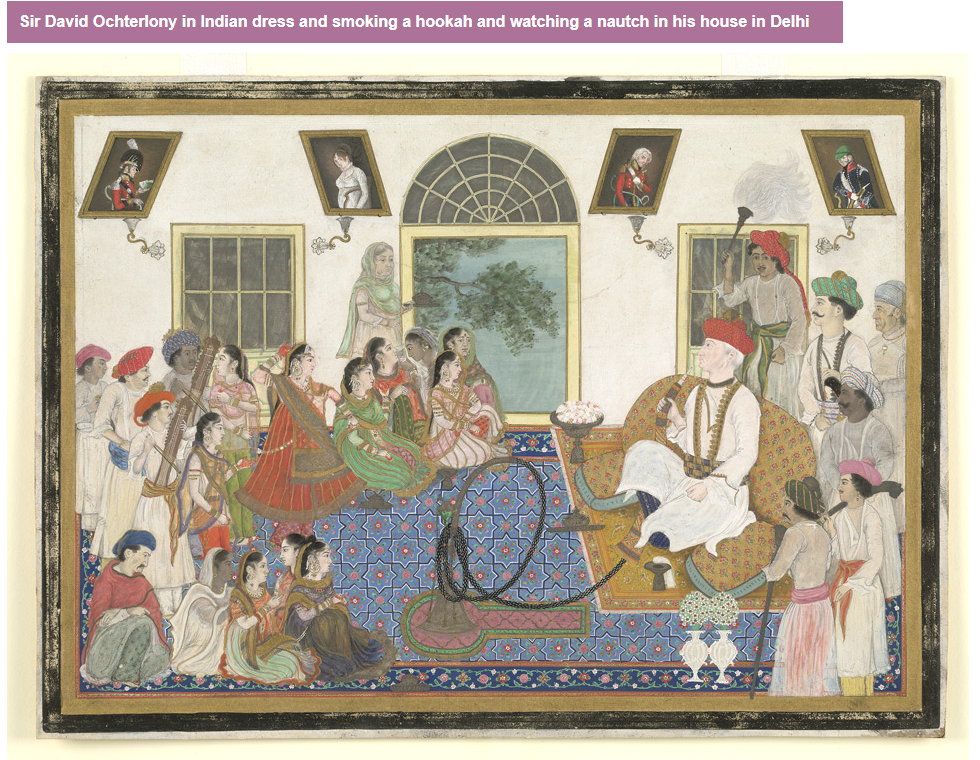 Sir David Ochterlony in Indian dress and smoking a hookah and watching a nautch in his house in Delhi